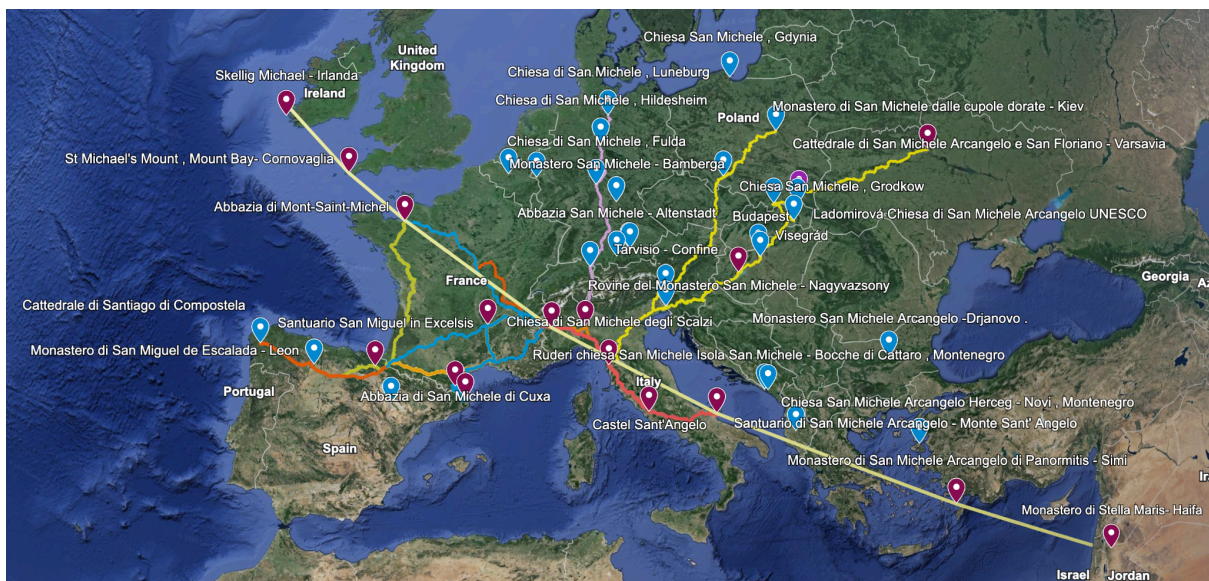 Chiesa San Michele , Gdynia
United
Kingdom
Skellig Michael - Irlanda
Ireland
Chiesa di San Michele , Luneburg
Chiesa di San Michele , Hildesheim
Monastero di San Michele dalle cupole dorate - Kiev
Poland
Chiesa di San Michele , Fulda
Cattedrale di San Michele Arcangelo e San Floriano - Varsavia
St Michael's Mount , Mount Bay- Cornovaglia
Monastero San Michele - Bamberga
Chiesa San Michele , Grodkow
Abbazia di Mont-Saint-Michel
Abbazia San Michele - Altenstadt
Budapest
Ladomirová Chiesa di San Michele Arcangelo UNESCO
Visegrád
Tarvisio - Confine
Georgia
Az
France
Rovine del Monastero San Michele - Nagyvazsony
Cattedrale di Santiago di Compostela
Santuario San Miguel in Excelsis
Chiesa di San Michele degli Scalzi
Monastero San Michele Arcangelo -Drjanovo .
Monastero di San Miguel de Escalada - Leon
Ruderi chiesa San Michele Isola San Michele - Bocche di Cattaro , Montenegro
Italy
Portugal
Abbazia di San Michele di Cuxa
Chiesa San Michele Arcangelo Herceg - Novi , Montenegro
Castel Sant'Angelo
Santuario di San Michele Arcangelo - Monte Sant' Angelo
Spain
Monastero di San Michele Arcangelo di Panormitis - Simi
Ir
Monastero di Stella Maris- Haifa
Israel
Jordan